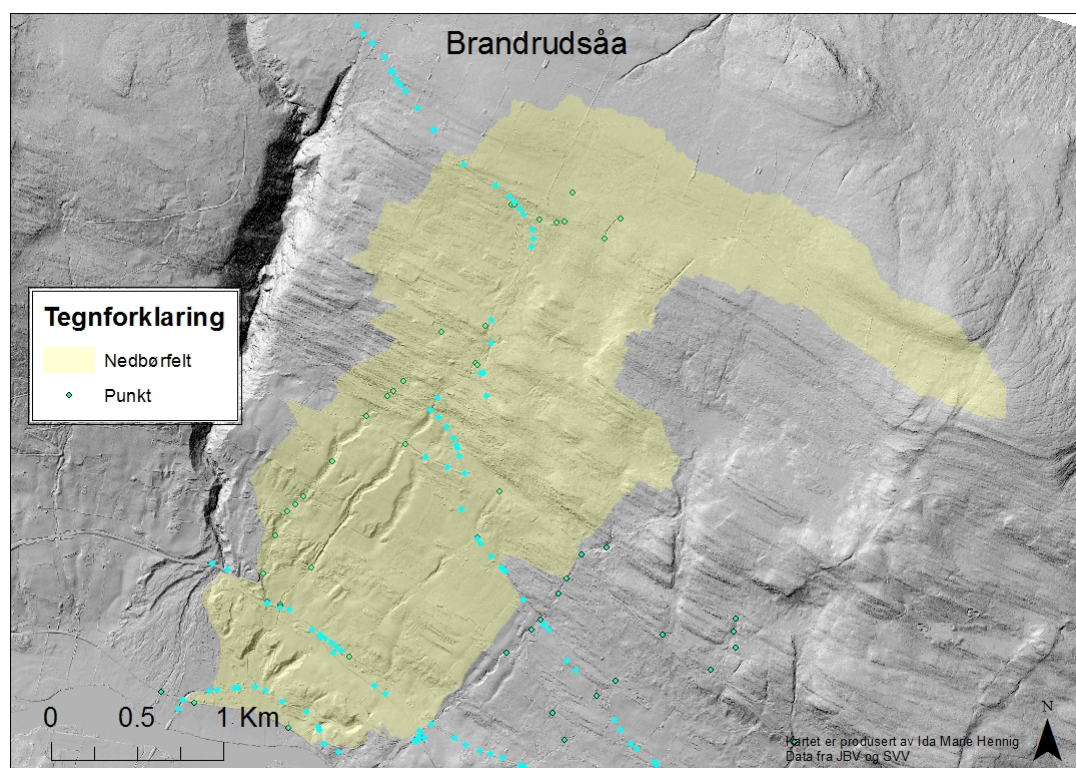 Brandrudsåa
Tegnforklaring
Nedbørfelt
Punkt
0 0.5 1 Km
N
Kartet er produsert av Ida Marie Hennig
Data fra JBV og SVV